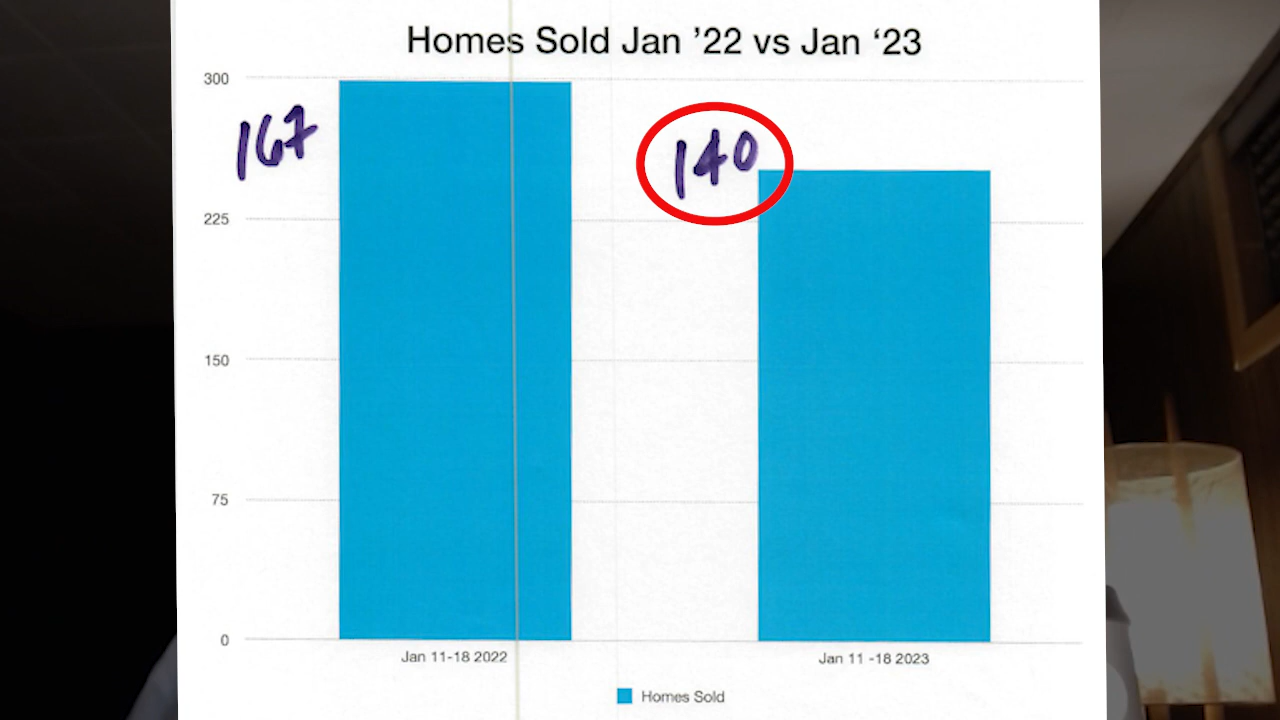 Homes Sold Jan ’22 vs Jan ‘23
300
167
140
225
150
75
0
Jan 11-18 2022
Jan 11 -18 2023
Homes Sold